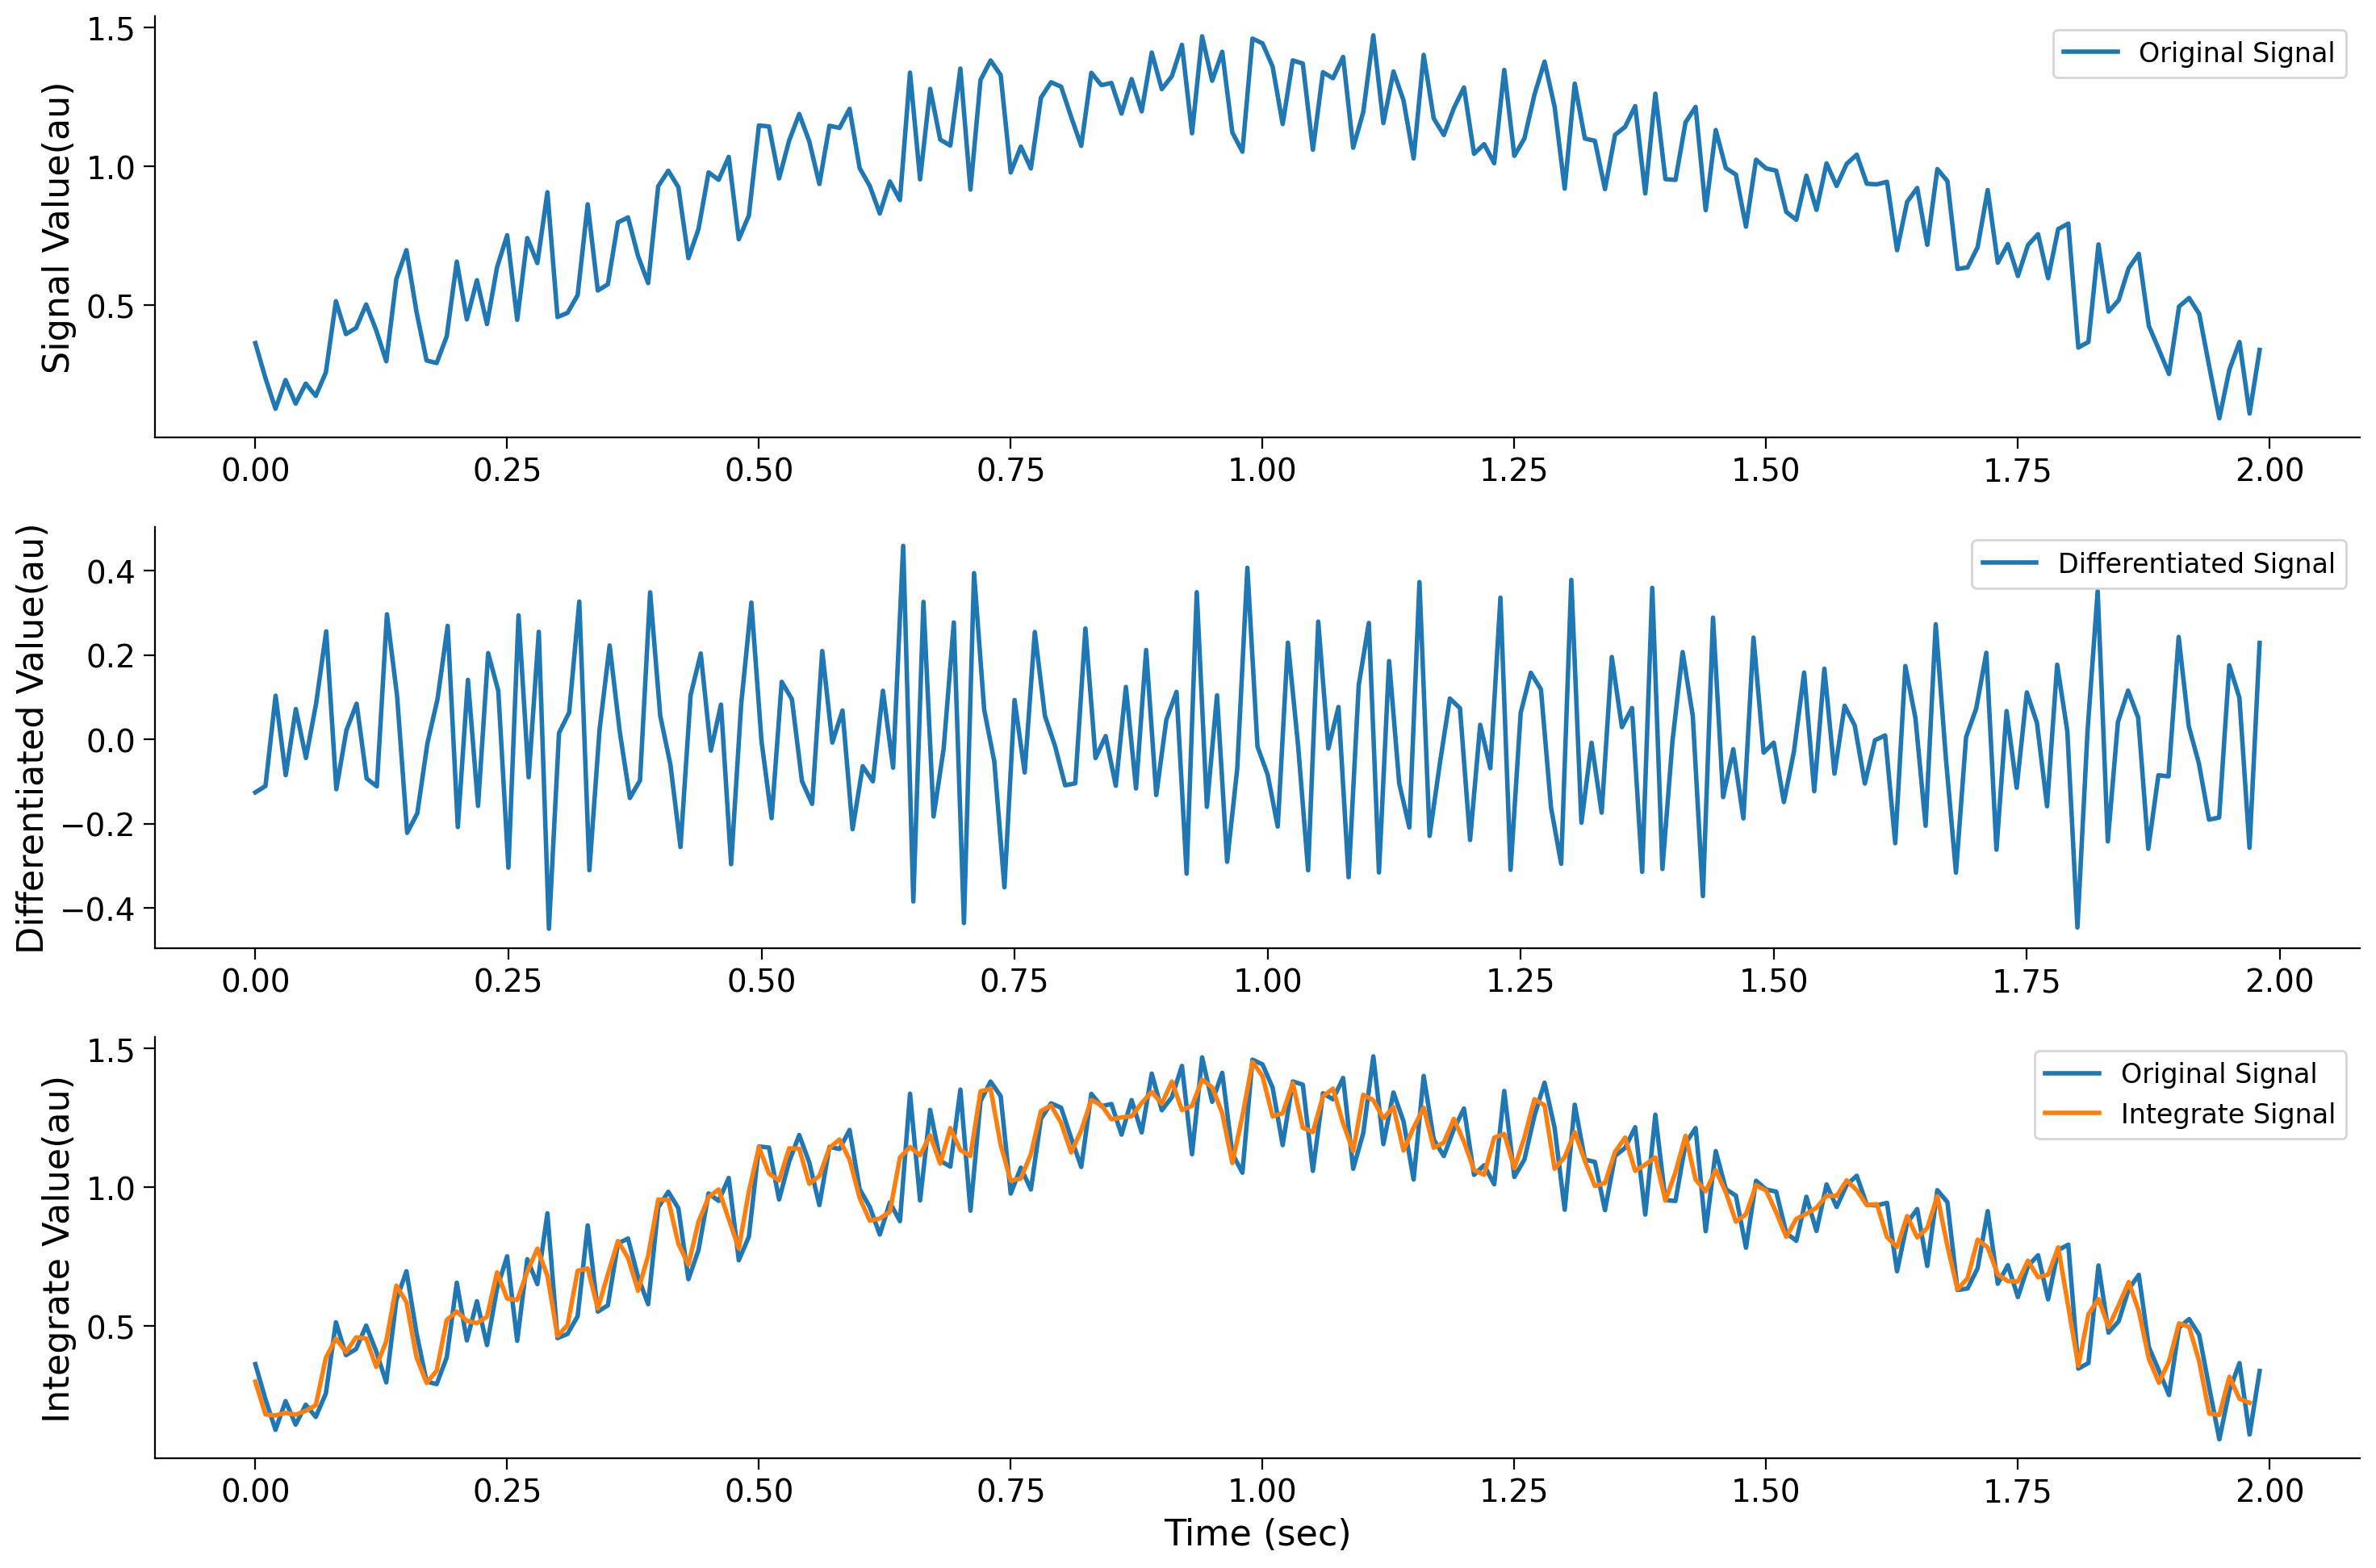 Signal Value(au)
1.5
1.0
0.5
Original Signal
0.00 0.25 0.50 0.75 1.00 1.25 1.50 1.75 2.00
Differentiated Value(au)
0.4
0.2
0.0
−0.2
−0.4
Differentiated Signal
0.00 0.25 0.50 0.75 1.00 1.25 1.50 1.75 2.00
Integrate Value(au)
1.5
1.0
0.5
Original Signal
Integrate Signal
0.00 0.25 0.50 0.75 1.00 1.25 1.50 1.75 2.00
Time (sec)